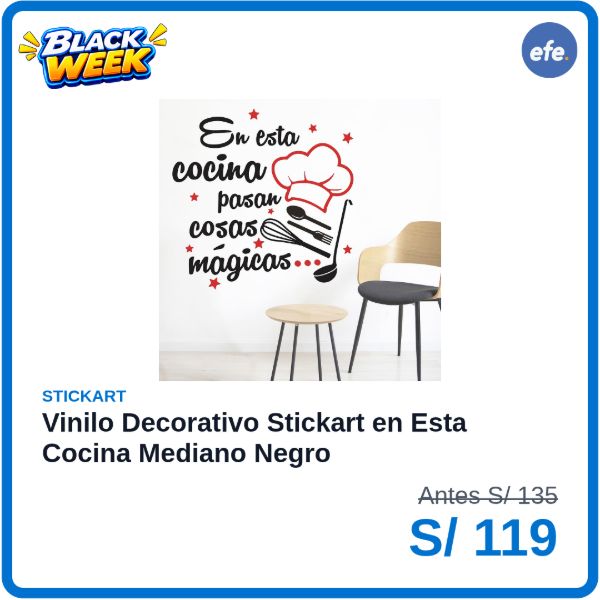 BLACK
WEEK
efe.
En esta
cocina
pasan
cosas
mágicas...
STICKART
Vinilo Decorativo Stickart en Esta
Cocina Mediano Negro
Antes S/ 135
S/ 119